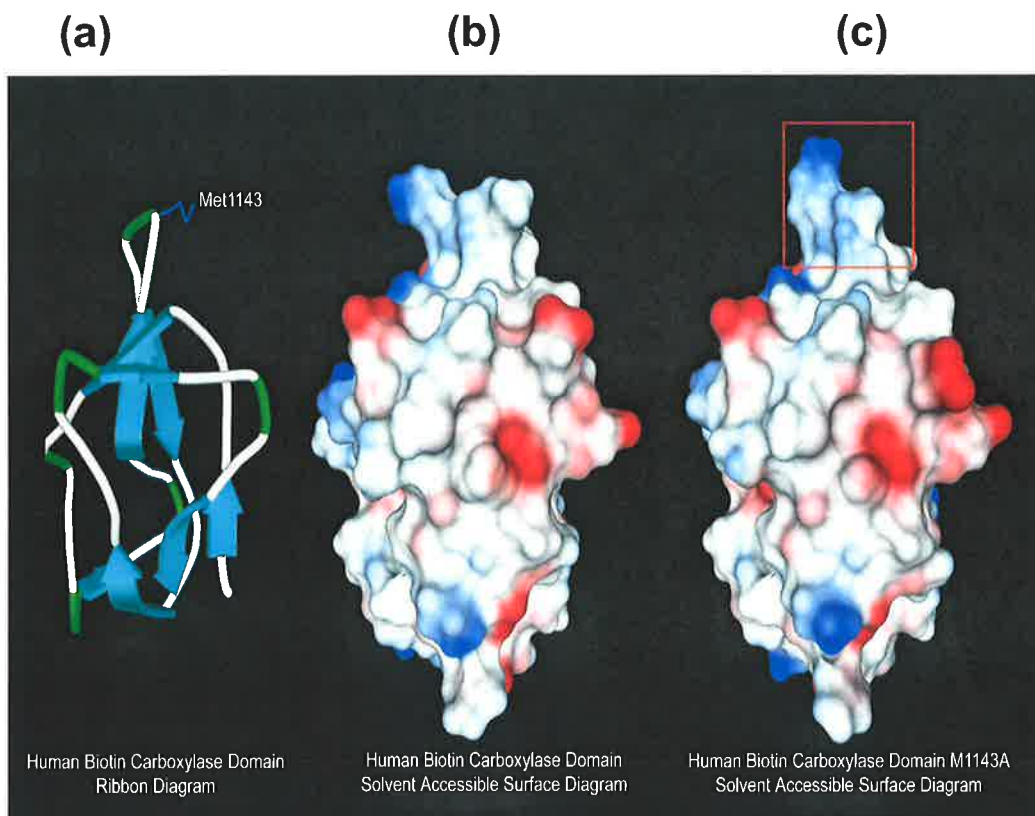 (a)
(b)
(c)
Met1143
Human Biotin Carboxylase Domain
Ribbon Diagram
Human Biotin Carboxylase Domain
Solvent Accessible Surface Diagram
Human Biotin Carboxylase Domain M1143A
Solvent Accessible Surface Diagram